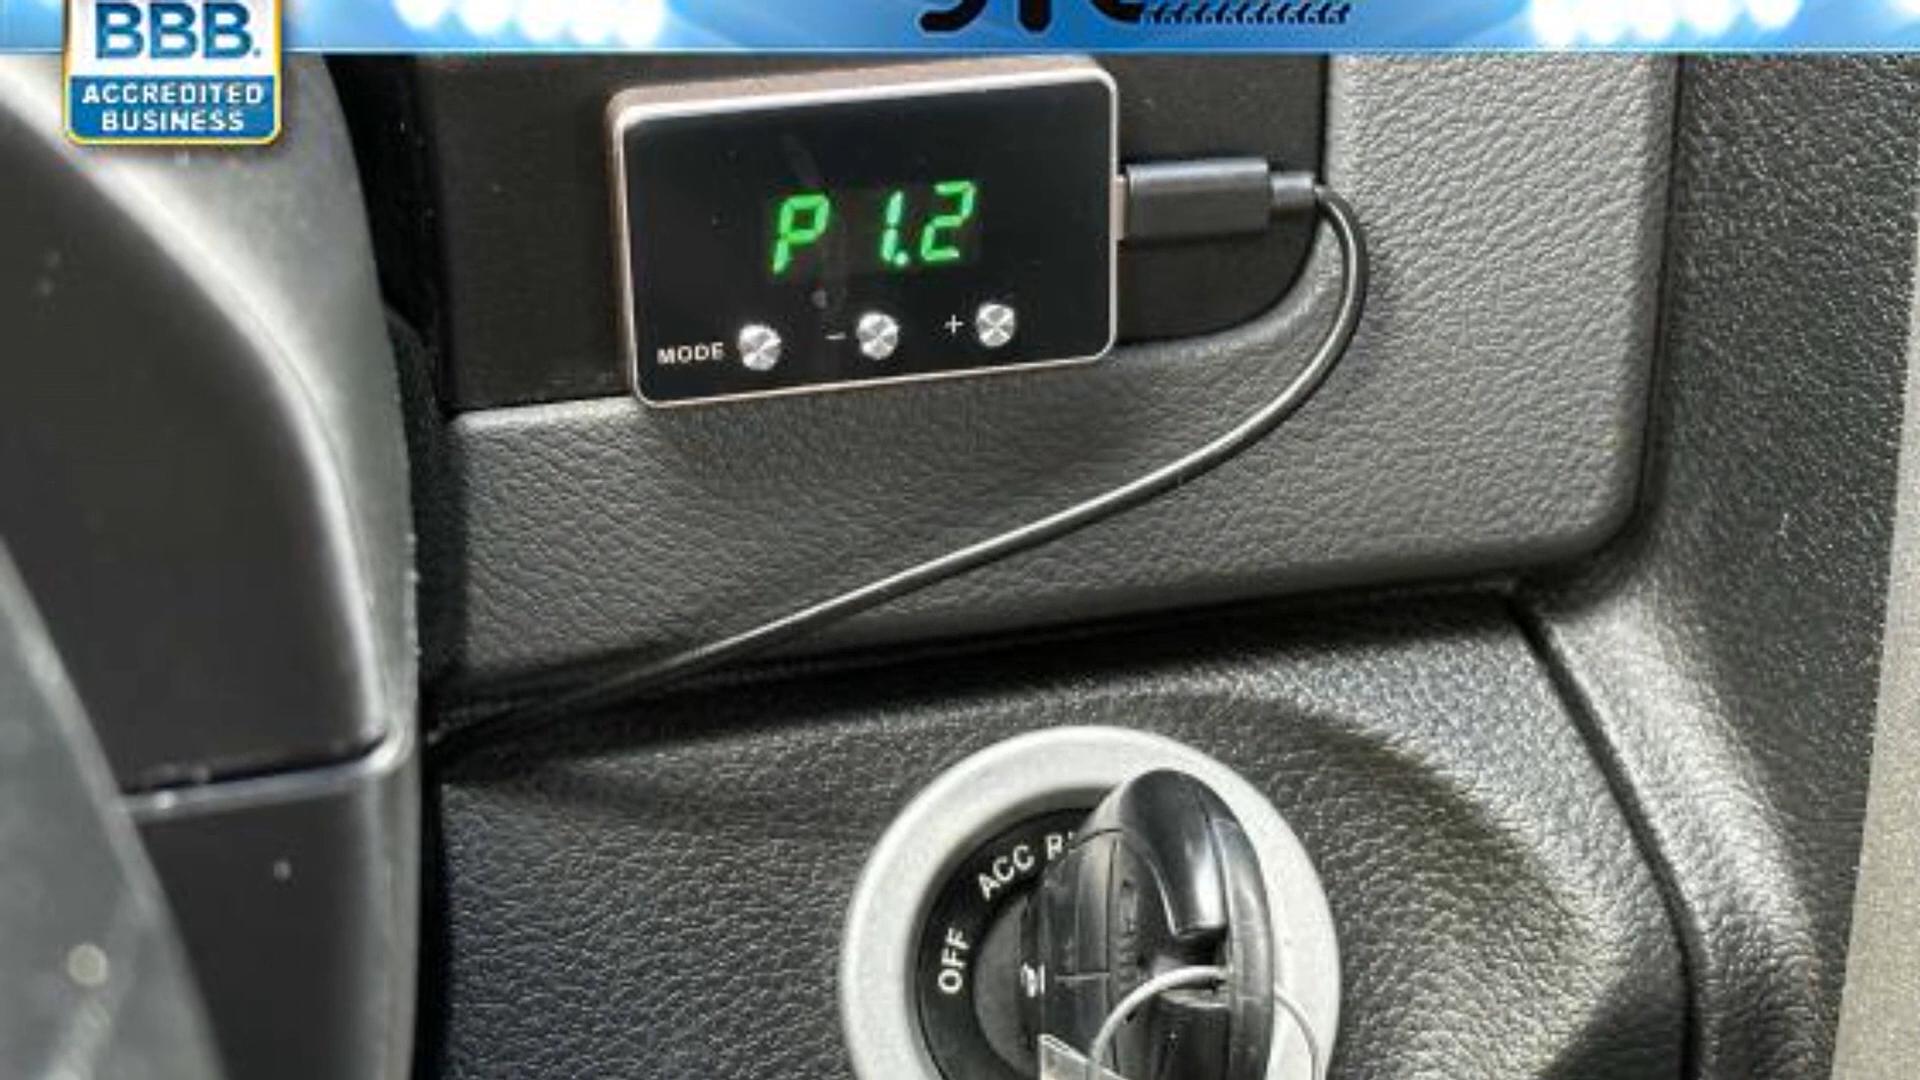 BBB.
ACCREDITED
BUSINESS
P 1.2
MODE - +
ACC
OFF